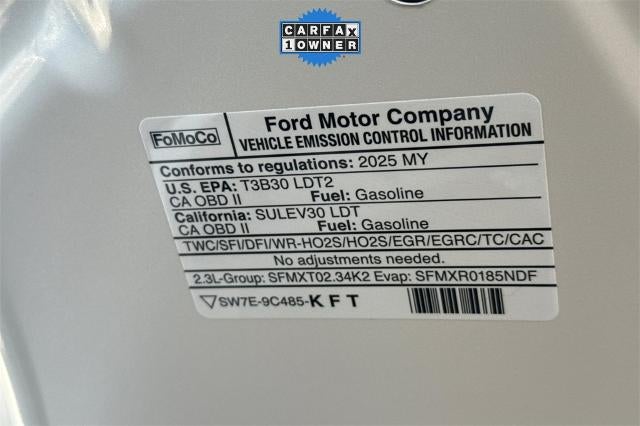 CARFAX
1 OWNER
FoMoCo
Ford Motor Company
VEHICLE EMISSION CONTROL INFORMATION
Conforms to regulations: 2025 MY
U.S. EPA: T3B30 LDT2
CA OBD II Fuel: Gasoline
California: SULEV30 LDT
CA OBD II Fuel: Gasoline
TWC/SFI/DFI/WR-HO2S/HO2S/EGR/EGRC/TC/CAC
No adjustments needed.
2.3L-Group: SFMXT02.34K2 Evap: SFMXR0185NDF
SW7E-9C485-KFT